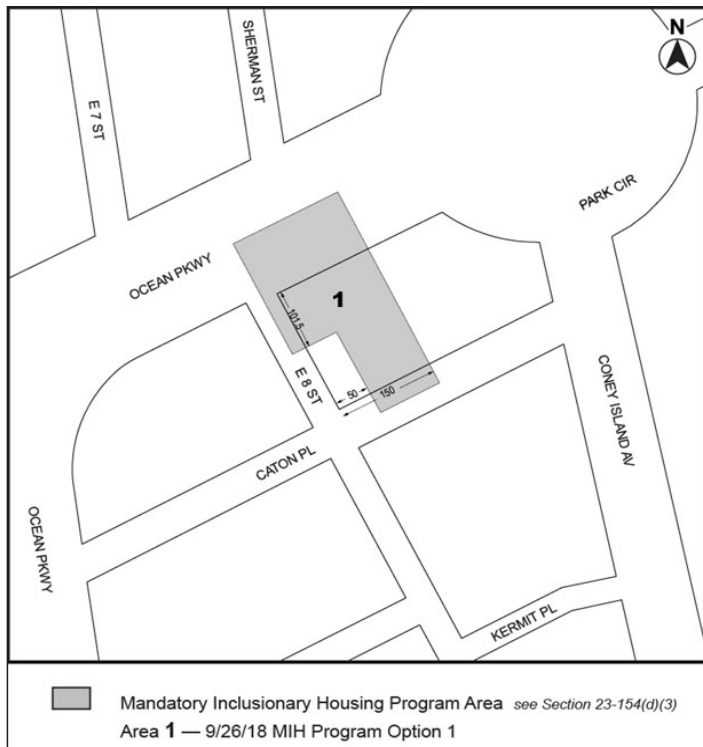 N
SHERMAN ST
E 7 ST
PARK CIR
OCEAN PKWY
1
101.5
E 8 ST
50
150
CONEY ISLAND AV
CATON PL
OCEAN PKWY
KERMIT PL
Mandatory Inclusionary Housing Program Area see Section 23-154(d)(3)
Area 1 — 9/26/18 MIH Program Option 1